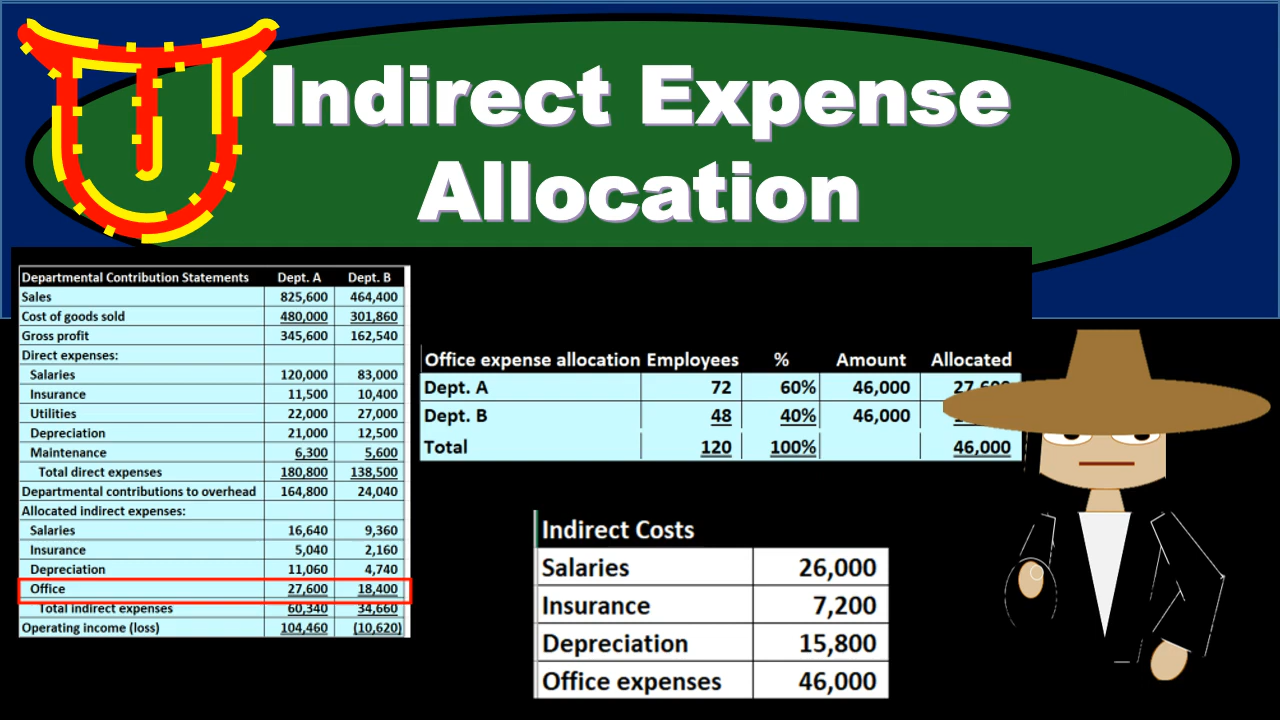 Indirect Expense
Allocation
Departmental Contribution Statements Dept. A Dept. B
Sales 825,600 464,400
Cost of goods sold 480,000 301,860
Gross profit 345,600 162,540
Direct expenses:
Salaries 120,000 83,000
Insurance 11,500 10,400
Utilities 22,000 27,000
Depreciation 21,000 12,500
Maintenance 6,300 5,600
Total direct expenses 180,800 138,500
Departmental contributions to overhead 164,800 24,040
Allocated indirect expenses:
Salaries 16,640 9,360
Insurance 5,040 2,160
Depreciation 11,060 4,740
Office 27,600 18,400
Total indirect expenses 60,340 34,660
Operating income (loss) 104,460 (10,620)
Office expense allocation Employees % Amount Allocated
Dept. A 72 60% 46,000 27,600
Dept. B 48 40% 46,000
Total 120 100% 46,000
Indirect Costs
Salaries 26,000
Insurance 7,200
Depreciation 15,800
Office expenses 46,000